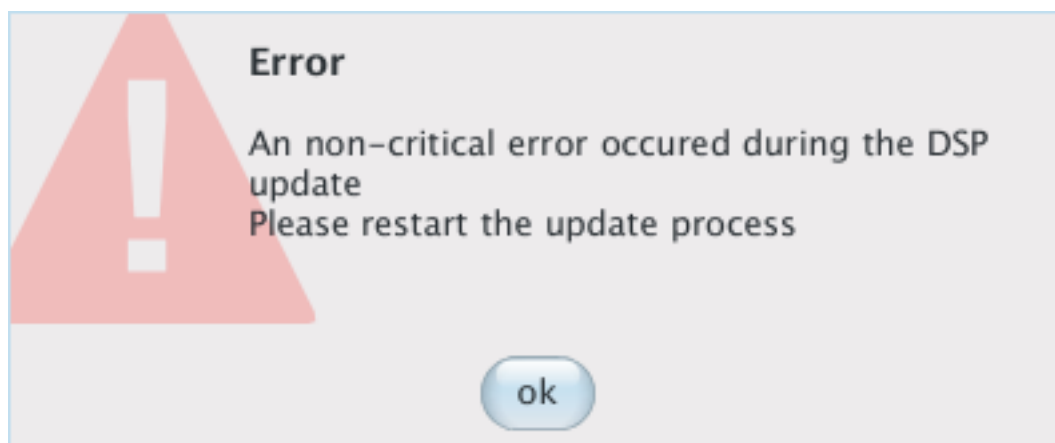 Error
An non-critical error occured during the DSP
update
Please restart the update process
ok